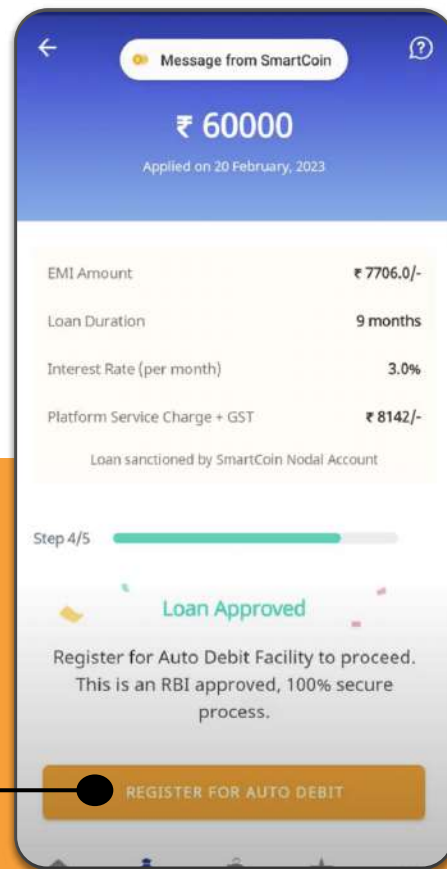 Message from SmartCoin
₹ 60000
Applied on 20 February, 2023
EMI Amount ₹ 7706.0/-
Loan Duration 9 months
Interest Rate (per month) 3.0%
Platform Service Charge + GST ₹ 8142/-
Loan sanctioned by SmartCoin Nodal Account
Step 4/5
Loan Approved
Register for Auto Debit Facility to proceed.
This is an RBI approved, 100% secure
process.
REGISTER FOR AUTO DEBIT